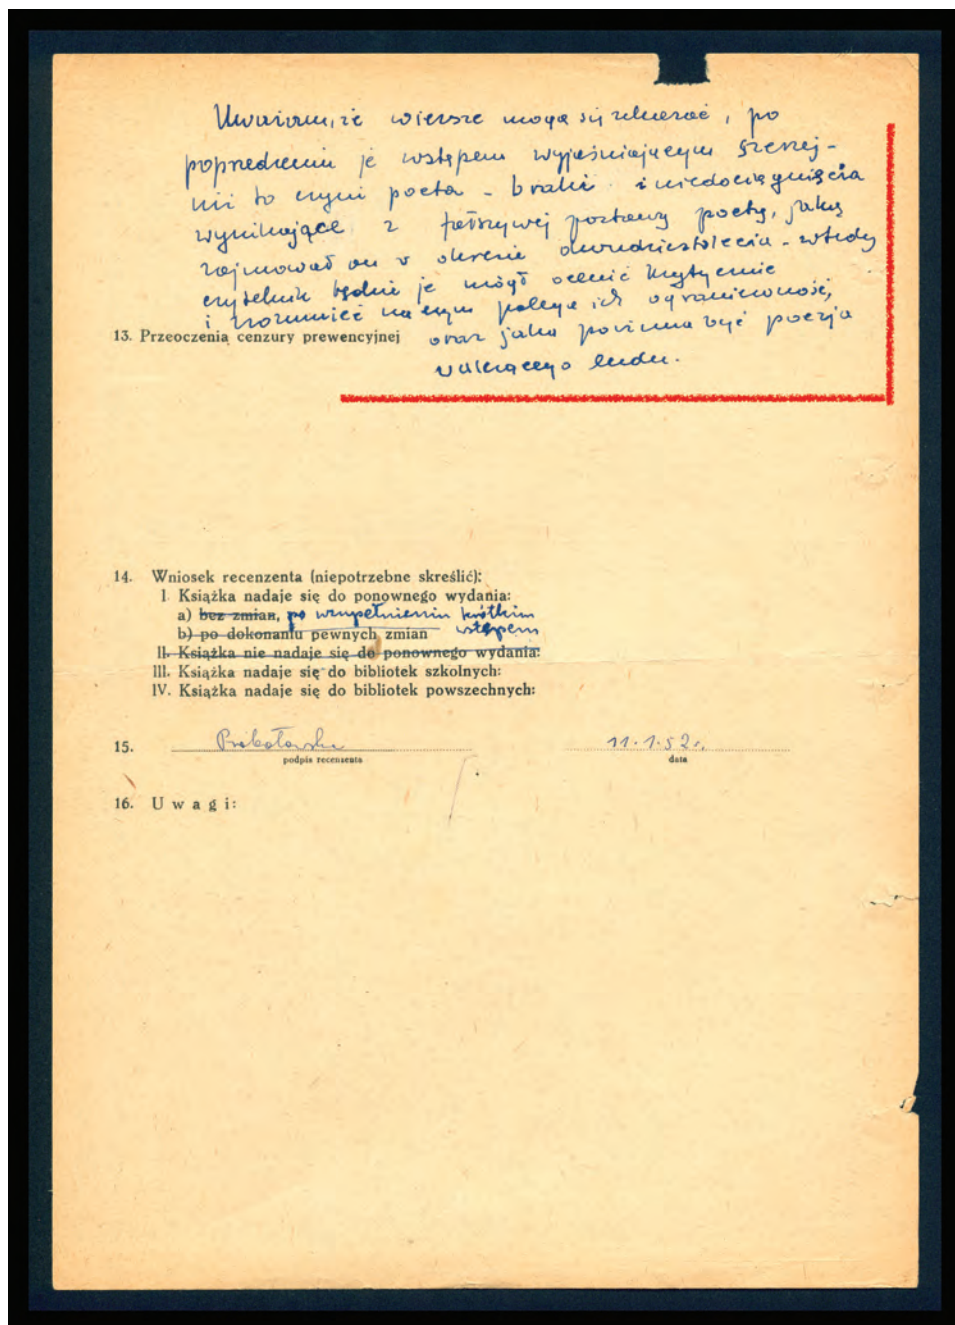 Uważam, że wiersze mogą się ukazać, po
poprzedzeniu je wstępem wyjaśniającym szerzej -
niż to czyni poeta - braki i niedociągnięcia
wynikające z fałszywej postawy poety, jaką
zajmował on w okresie dwudziestolecia - wtedy
czytelnik będzie je mógł ocenić krytycznie
i zrozumieć na czym polega ich ograniczoność,
13. Przeoczenia cenzury prewencyjnej
oraz jaka powinna być poezja
walczącego ludu.
14. Wniosek recenzenta (niepotrzebne skreślić):
I. Książka nadaje się do ponownego wydania:
a) bez zmian, po uzupełnieniu krótkim
b) po dokonaniu pewnych zmian wstępem
II. Książka nie nadaje się do ponownego wydania:
III. Książka nadaje się do bibliotek szkolnych:
IV. Książka nadaje się do bibliotek powszechnych:
15. 11.1.52 r.
podpis recenzenta data
16. Uwagi: